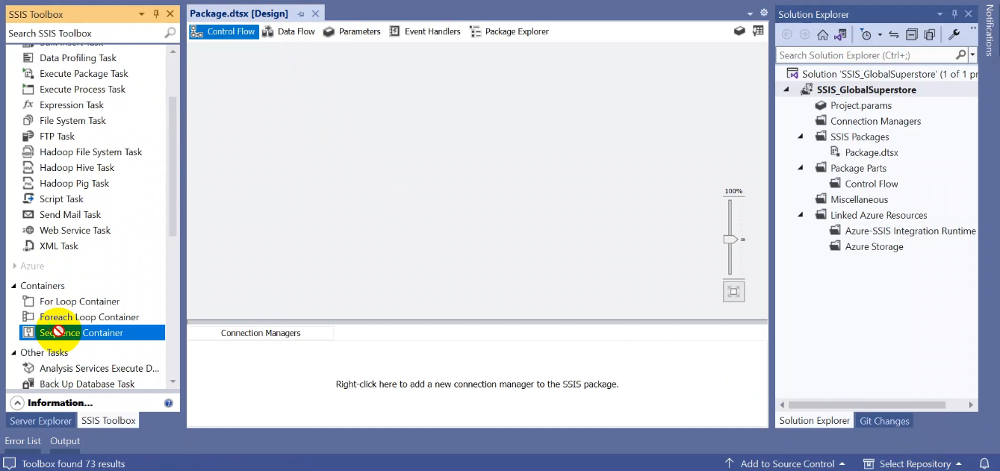 SSIS Toolbox
Search SSIS Toolbox
Data Profiling Task
Execute Package Task
Execute Process Task
Expression Task
File System Task
FTP Task
Hadoop File System Task
Hadoop Hive Task
Hadoop Pig Task
Script Task
Send Mail Task
Web Service Task
XML Task
Azure
Containers
For Loop Container
Foreach Loop Container
Sequence Container
Other Tasks
Analysis Services Execute D...
Back Up Database Task
Information...
Server Explorer SSIS Toolbox
Error List Output
Toolbox found 73 results
Package.dtsx [Design]
Control Flow Data Flow Parameters Event Handlers Package Explorer
100%
Connection Managers
Right-click here to add a new connection manager to the SSIS package.
Solution Explorer
Search Solution Explorer (Ctrl+;)
Solution 'SSIS_GlobalSuperstore' (1 of 1 pr
SSIS_GlobalSuperstore
Project.params
Connection Managers
SSIS Packages
Package.dtsx
Package Parts
Control Flow
Miscellaneous
Linked Azure Resources
Azure-SSIS Integration Runtime
Azure Storage
Solution Explorer Git Changes
Notifications
Add to Source Control Select Repository